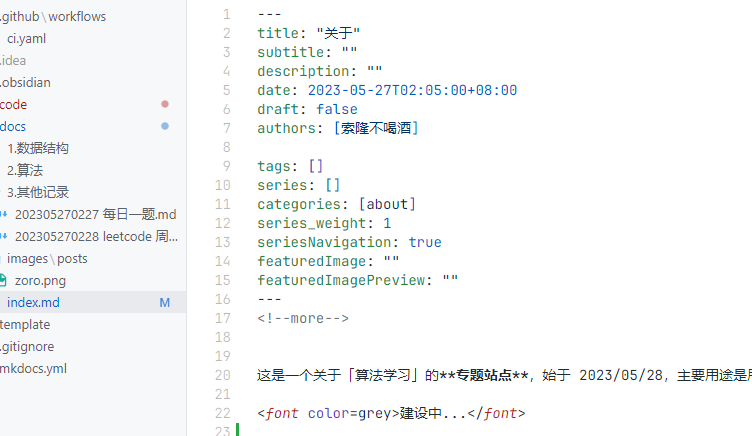 .github\workflows
ci.yaml
.idea
.obsidian
code
docs
1.数据结构
2.算法
3.其他记录
202305270227 每日一题.md
202305270228 leetcode 周...
images\posts
zoro.png
index.md M
template
.gitignore
mkdocs.yml
1 ---
2 title: "关于"
3 subtitle: ""
4 description: ""
5 date: 2023-05-27T02:05:00+08:00
6 draft: false
7 authors: [索隆不喝酒]
8
9 tags: []
10 series: []
11 categories: [about]
12 series_weight: 1
13 seriesNavigation: true
14 featuredImage: ""
15 featuredImagePreview: ""
16 ---
17 <!--more-->
18
19
20 这是一个关于「算法学习」的**专题站点**，始于 2023/05/28，主要用途是用
21
22 <font color=grey>建设中...</font>
23